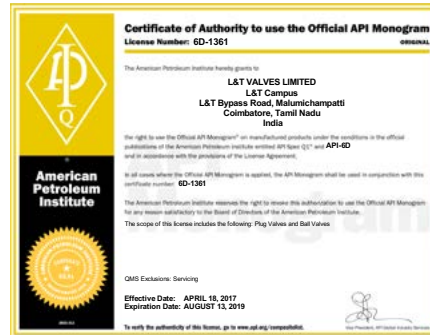 Certificate of Authority to use the Official API Monogram
License Number: 6D-1361
ORIGINAL
The American Petroleum Institute hereby grants to
L&T VALVES LIMITED
L&T Campus
L&T Bypass Road, Malumichampatti
Coimbatore, Tamil Nadu
India
the right to use the Official API Monogram® on manufactured products under the conditions in the official
publications of the American Petroleum Institute entitled API Spec Q1® and API-6D
and in accordance with the provisions of the License Agreement.
In all cases where the Official API Monogram is applied, the API Monogram shall be used in conjunction with this
certificate number: 6D-1361
The American Petroleum Institute reserves the right to revoke this authorization to use the Official API Monogram
for any reason satisfactory to the Board of Directors of the American Petroleum Institute.
The scope of this license includes the following: Plug Valves and Ball Valves
QMS Exclusions: Servicing
Effective Date: APRIL 18, 2017
Expiration Date: AUGUST 13, 2019
To verify the authenticity of this license, go to www.api.org/compositelist.
Vice President, API Global Industry Services
Q
American
Petroleum
Institute